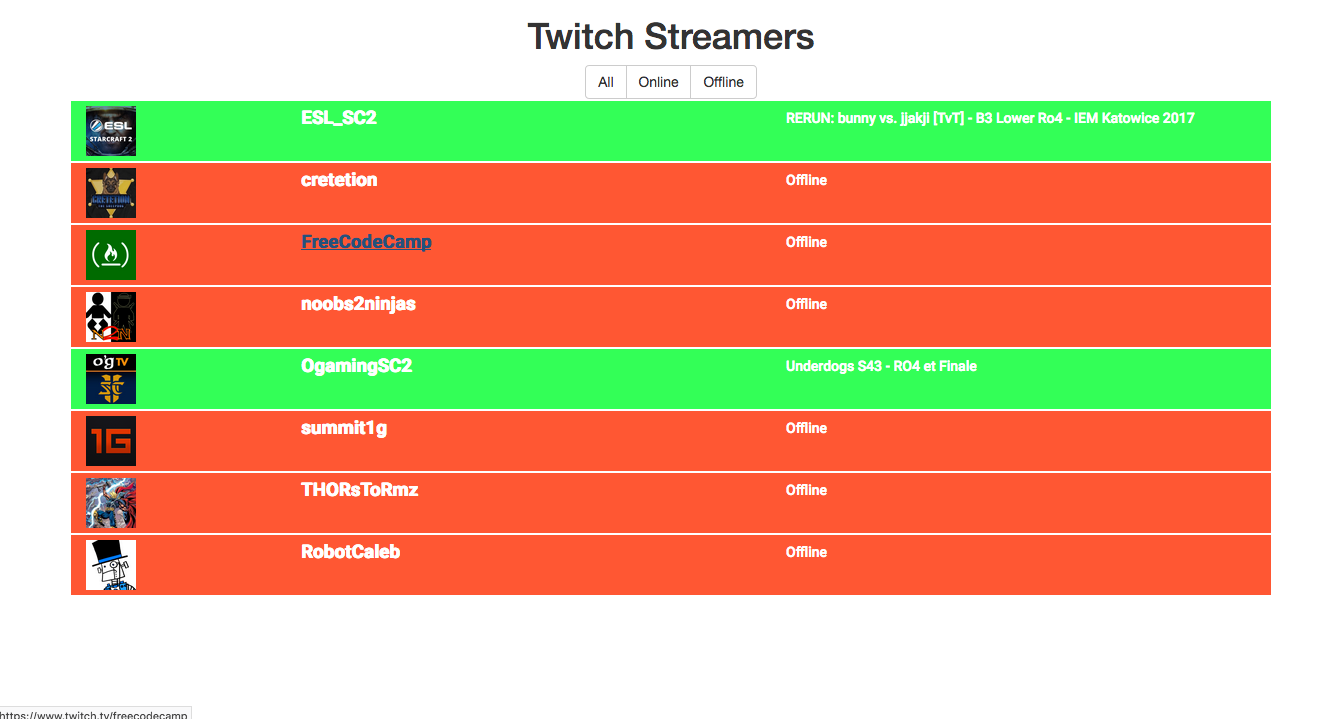 Twitch Streamers
All Online Offline
ESL STARCRAFT 2 ESL_SC2 RERUN: bunny vs. jjakji [TvT] - B3 Lower Ro4 - IEM Katowice 2017
CRETETION cretetion Offline
FreeCodeCamp Offline
noobs2ninjas Offline
O'G TV OgamingSC2 Underdogs S43 - RO4 et Finale
1G summit1g Offline
THORsToRmz Offline
RobotCaleb Offline
https://www.twitch.tv/freecodecamp